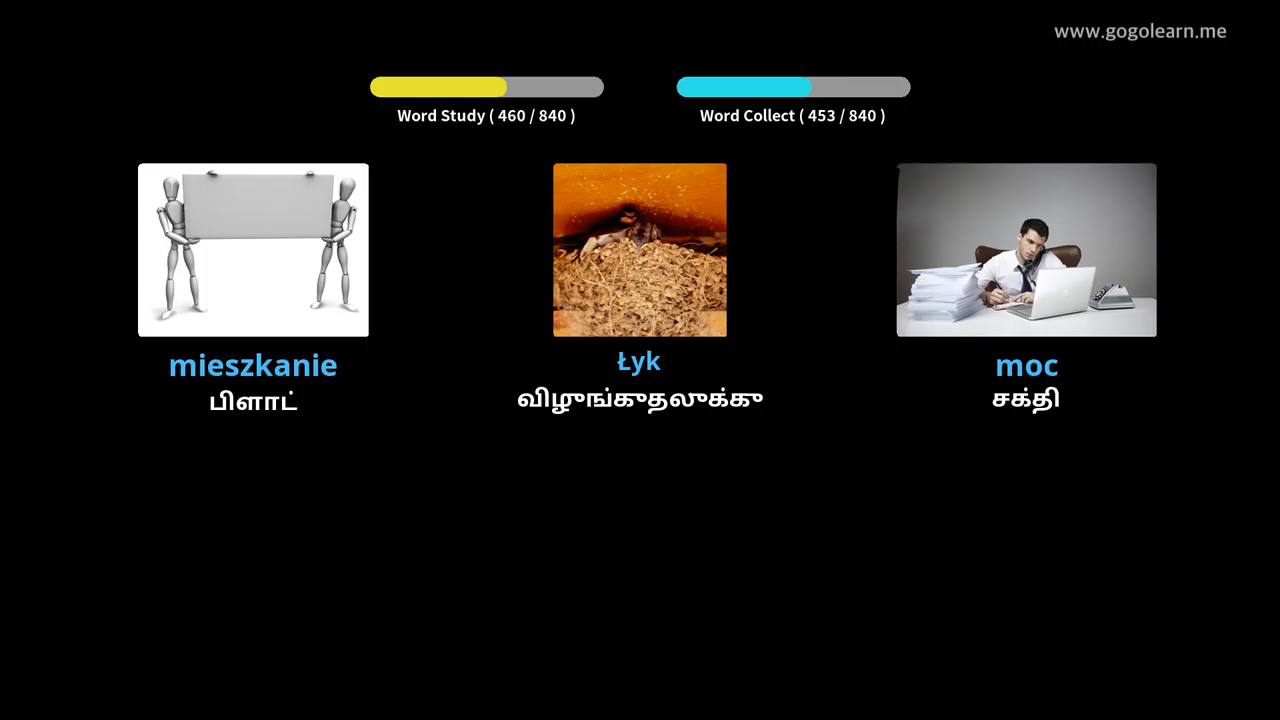 www.gogolearn.me
Word Study ( 460 / 840 )
Word Collect ( 453 / 840 )
mieszkanie
பிளாட்
Łyk
விழுங்குதலுக்கு
moc
சக்தி